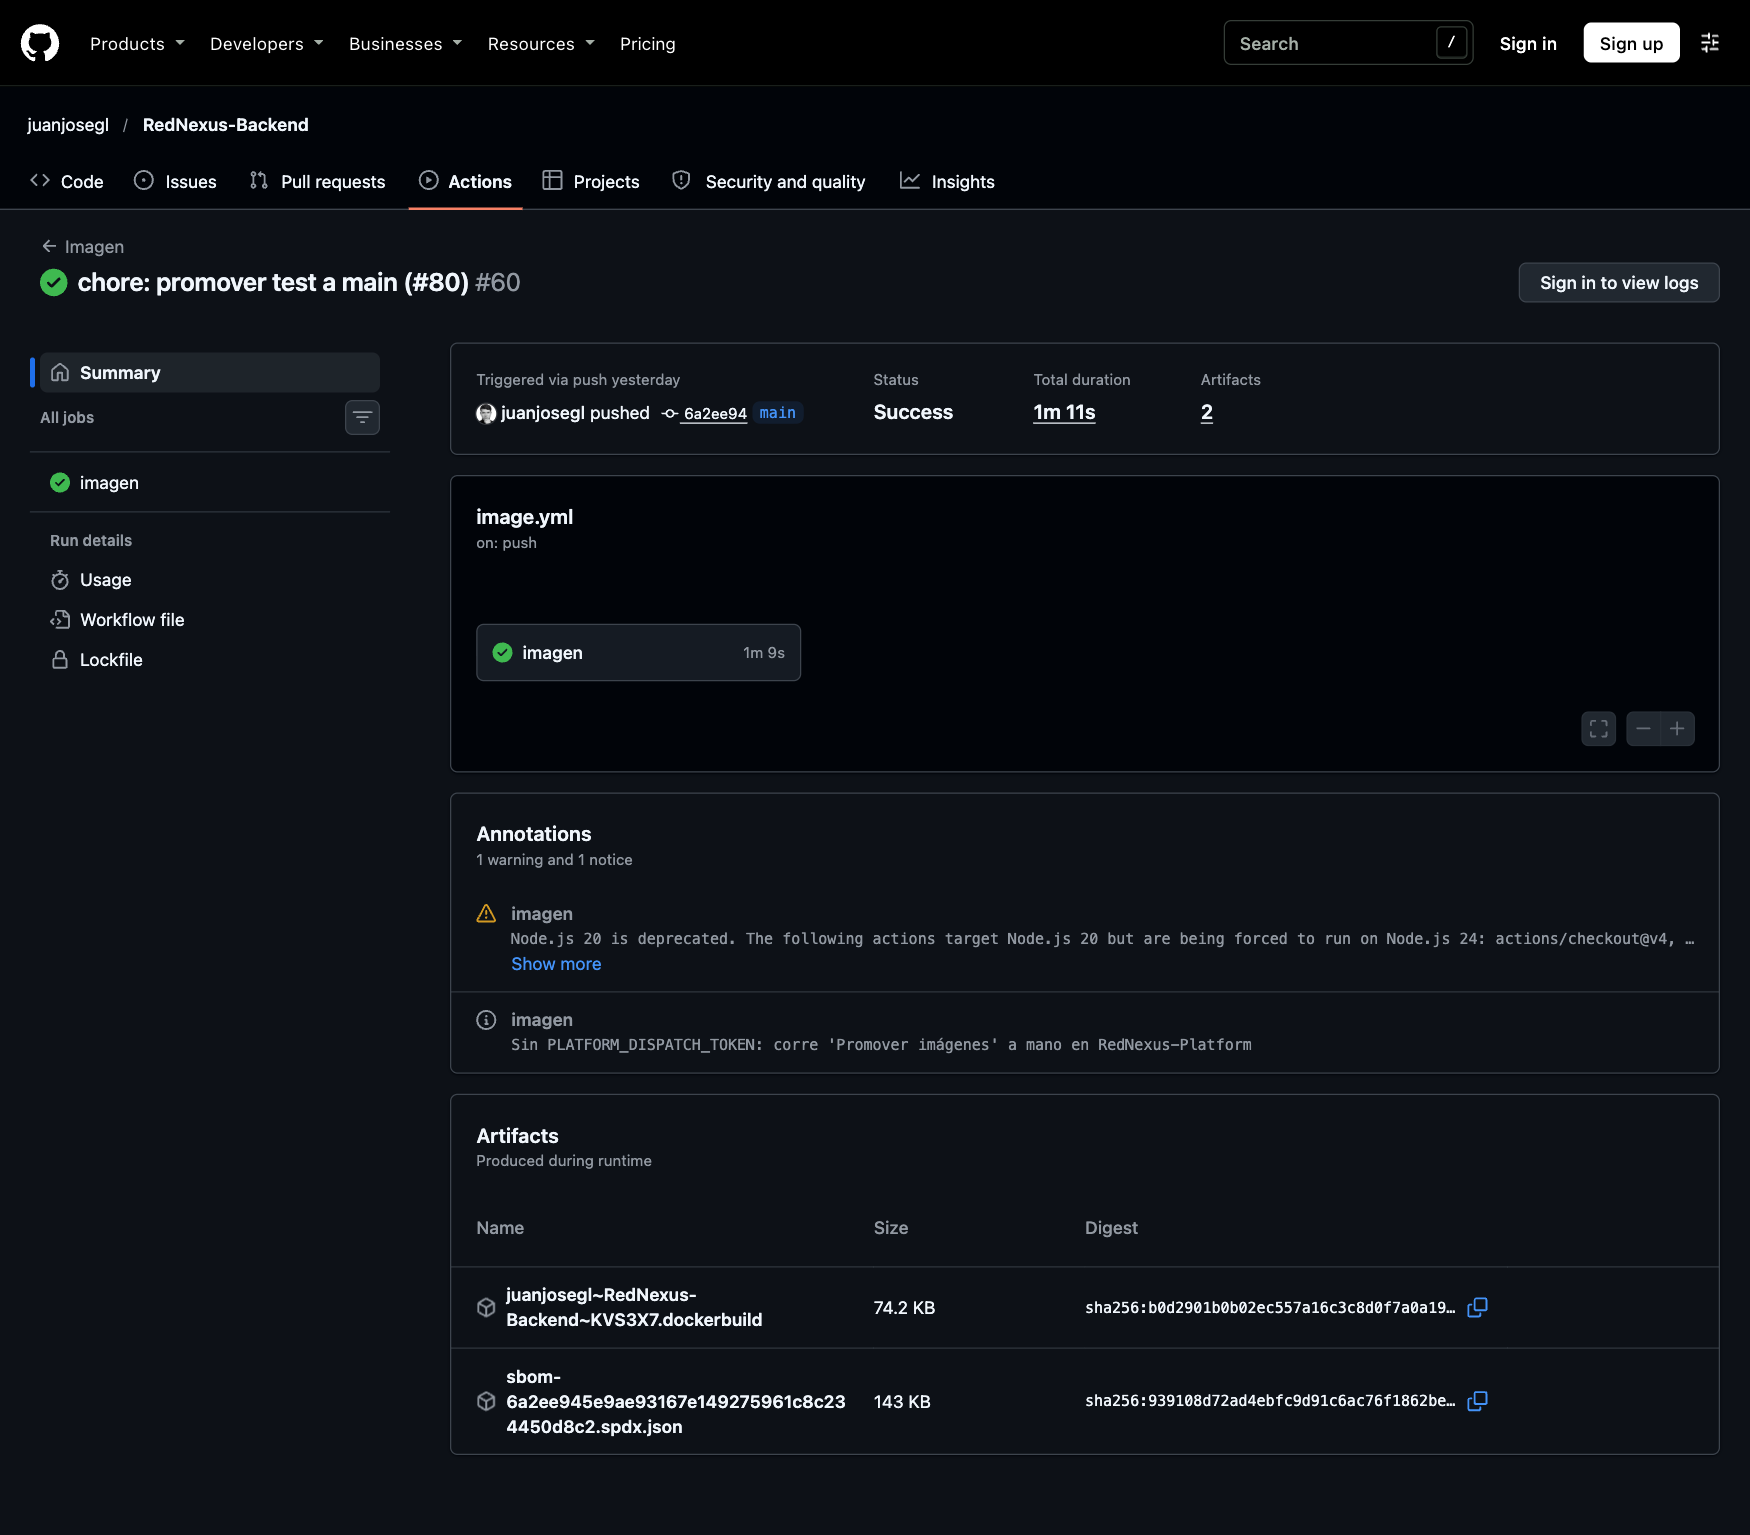 Products
Developers
Businesses
Resources
Pricing
Search
/
Sign in
Sign up
juanjosegl / RedNexus-Backend
Code
Issues
Pull requests
Actions
Projects
Security and quality
Insights
Imagen
chore: promover test a main (#80) #60
Sign in to view logs
Summary
All jobs
imagen
Run details
Usage
Workflow file
Lockfile
Triggered via push yesterday
juanjosegl pushed 6a2ee94 main
Status
Success
Total duration
1m 11s
Artifacts
2
image.yml
on: push
imagen 1m 9s
Annotations
1 warning and 1 notice
imagen
Node.js 20 is deprecated. The following actions target Node.js 20 but are being forced to run on Node.js 24: actions/checkout@v4, …
Show more
imagen
Sin PLATFORM_DISPATCH_TOKEN: corre 'Promover imágenes' a mano en RedNexus-Platform
Artifacts
Produced during runtime
Name Size Digest
juanjosegl~RedNexus-
Backend~KVS3X7.dockerbuild
74.2 KB
sha256:b0d2901b0b02ec557a16c3c8d0f7a0a19…
sbom-
6a2ee945e9ae93167e149275961c8c23
4450d8c2.spdx.json
143 KB
sha256:939108d72ad4ebfc9d91c6ac76f1862be…